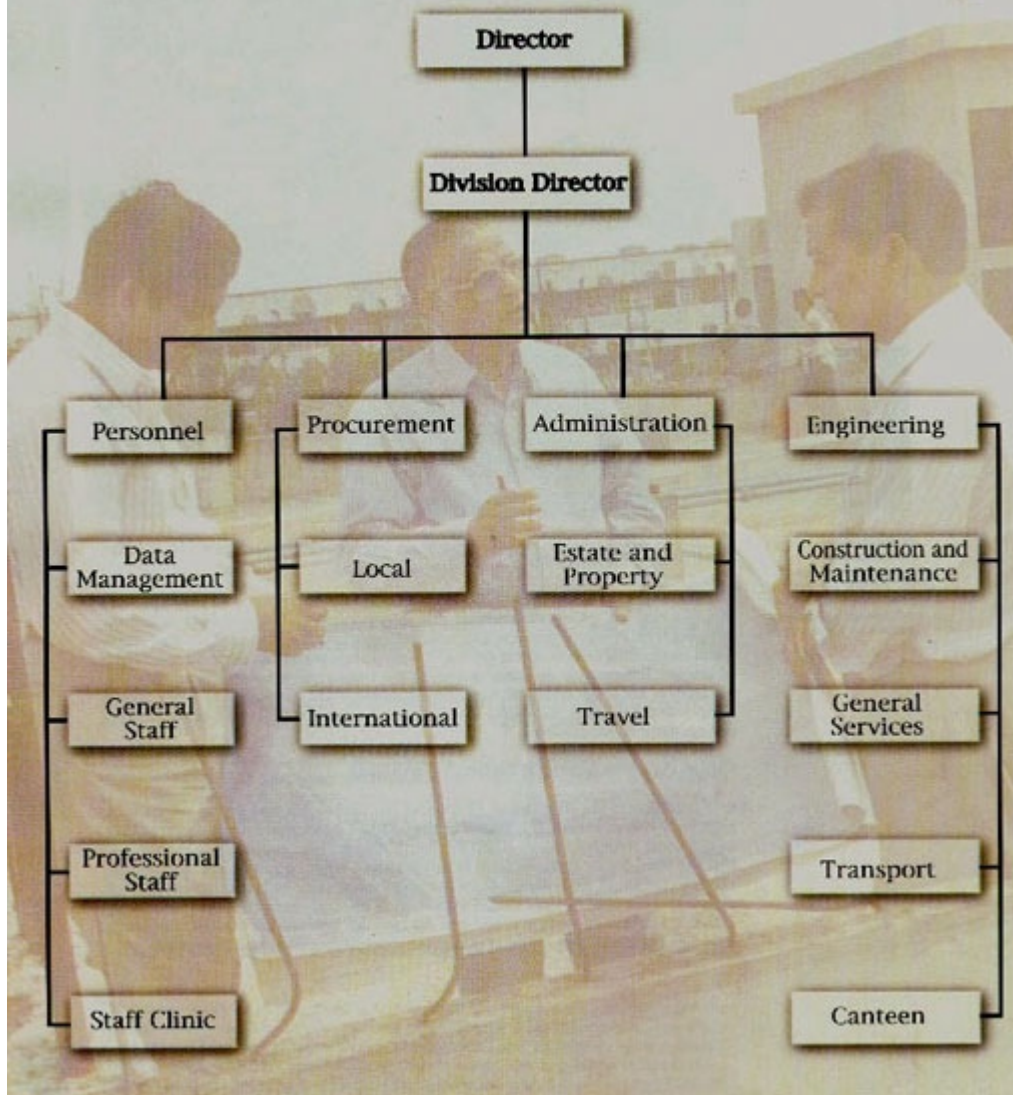 Director
Division Director
Personnel
Procurement
Administration
Engineering
Data
Management
Local
Estate and
Property
Construction and
Maintenance
General
Staff
International
Travel
General
Services
Professional
Staff
Transport
Staff Clinic
Canteen